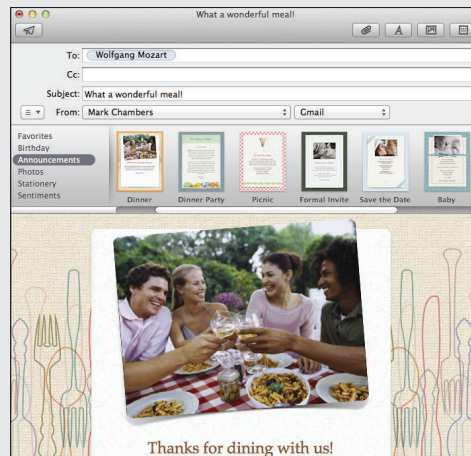 What a wonderful meal!
To: Wolfgang Mozart
Cc:
Subject: What a wonderful meal!
From: Mark Chambers Gmail
Favorites
Birthday
Announcements
Photos
Stationery
Sentiments
Dinner Dinner Party Picnic Formal Invite Save the Date Baby
Thanks for dining with us!